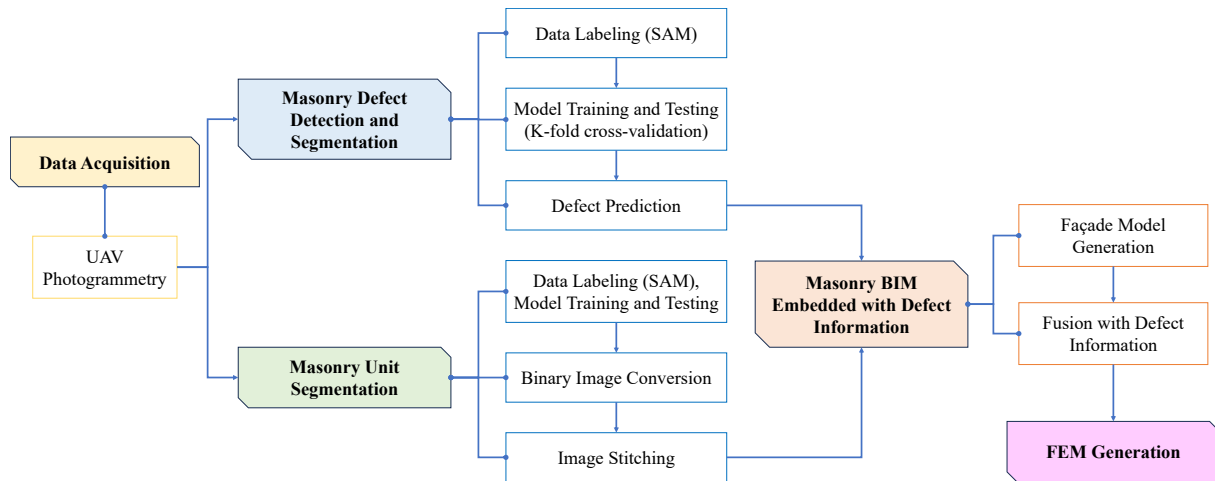 Data Acquisition
UAV
Photogrammetry
Masonry Defect
Detection and
Segmentation
Data Labeling (SAM)
Model Training and Testing
(K-fold cross-validation)
Defect Prediction
Masonry Unit
Segmentation
Data Labeling (SAM),
Model Training and Testing
Binary Image Conversion
Image Stitching
Masonry BIM
Embedded with Defect
Information
Façade Model
Generation
Fusion with Defect
Information
FEM Generation